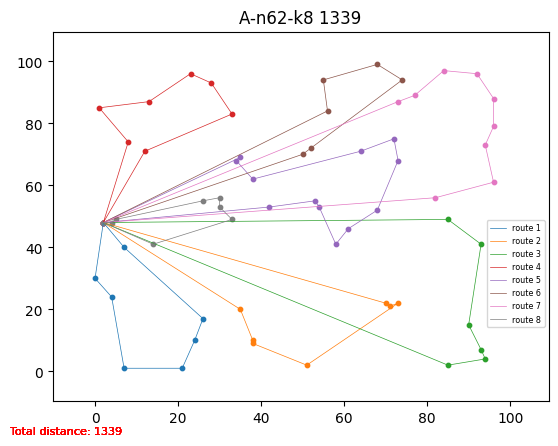 A-n62-k8 1339
100
80
60
40
20
0
0 20 40 60 80 100
route 1
route 2
route 3
route 4
route 5
route 6
route 7
route 8
Total distance: 1339